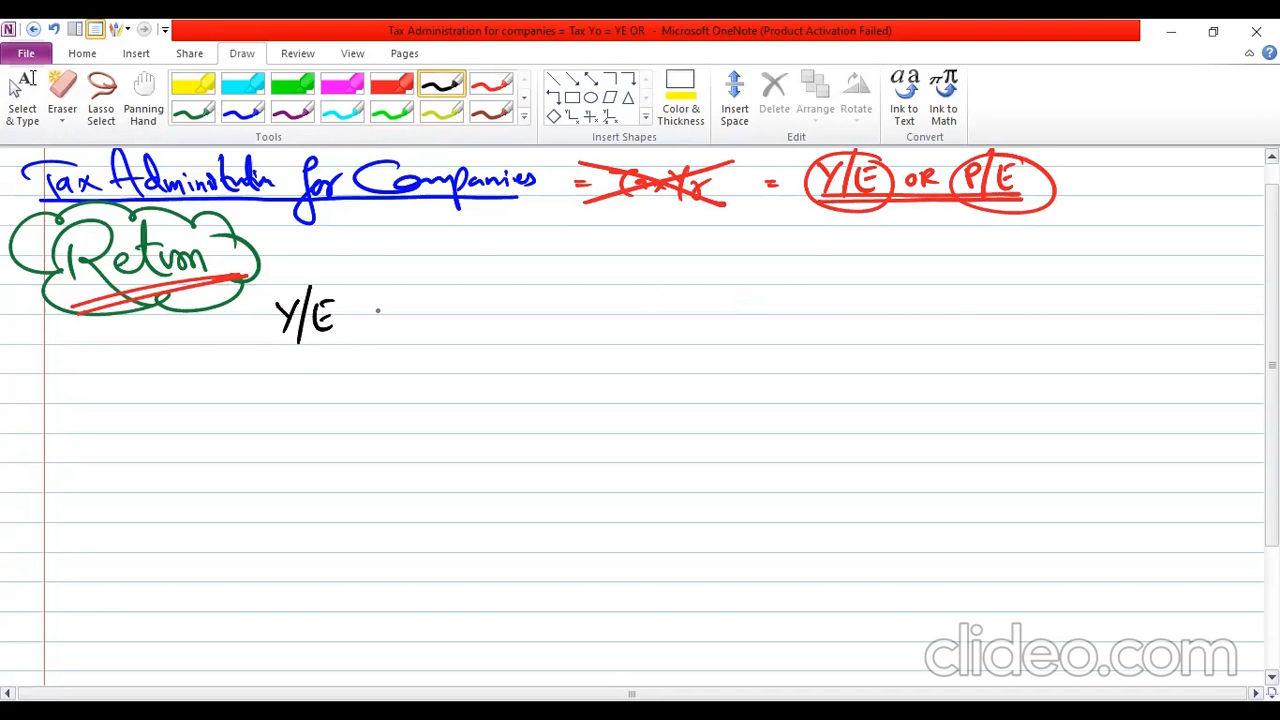 Tax Administration for companies = Tax Yo = YE OR - Microsoft OneNote (Product Activation Failed)
File Home Insert Share Draw Review View Pages
Select & Type Eraser Lasso Select Panning Hand Color & Thickness Insert Space Delete Arrange Rotate Ink to Text Ink to Math
Tools Insert Shapes Edit Convert
Tax Administration for Companies = Tax Yr = Y/E OR P/E
Return
Y/E
clideo.com